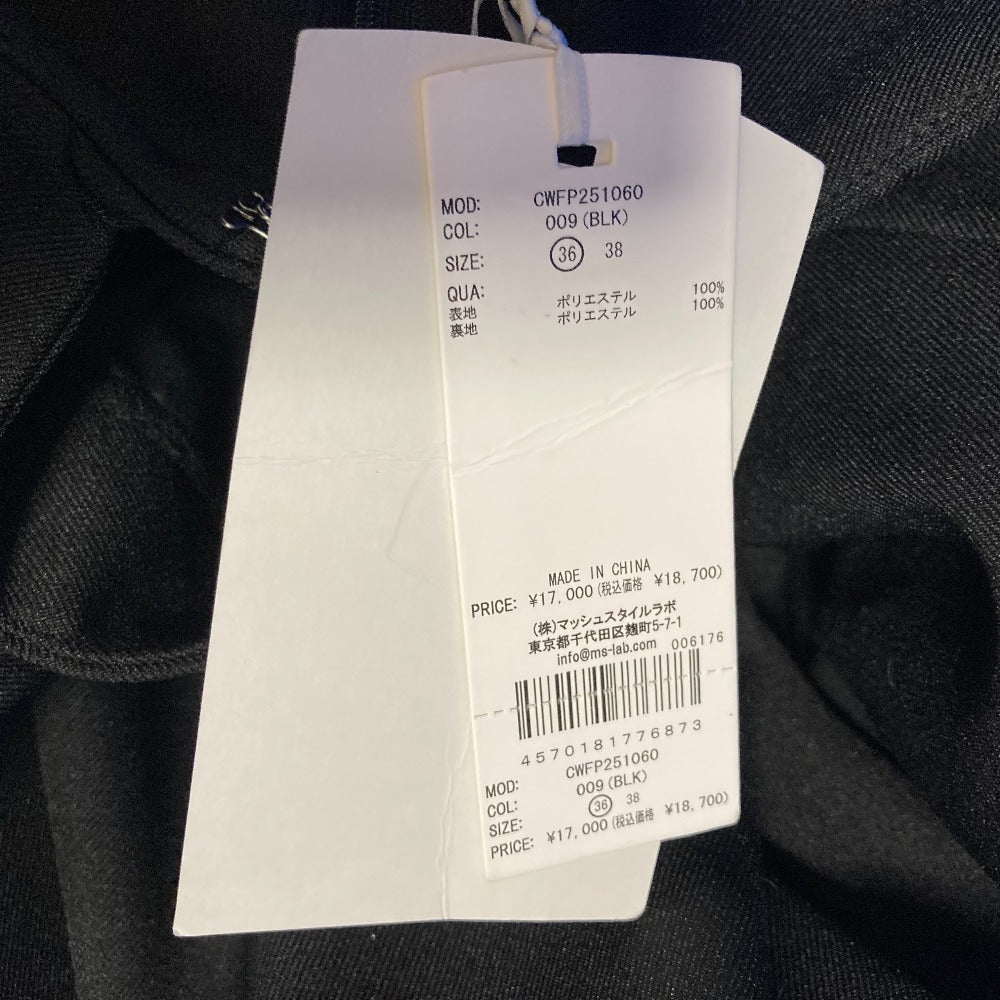 MOD: CWFP251060
COL: 009 (BLK)
SIZE: 36 38
QUA:
表地 ポリエステル 100%
裏地 ポリエステル 100%
MADE IN CHINA
PRICE: ¥17,000 (税込価格 ¥18,700)
(株)マッシュスタイルラボ
東京都千代田区麹町5-7-1
info@ms-lab.com 006176
4570181776873
MOD: CWFP251060
COL: 009 (BLK)
SIZE: 36 38
PRICE: ¥17,000 (税込価格 ¥18,700)